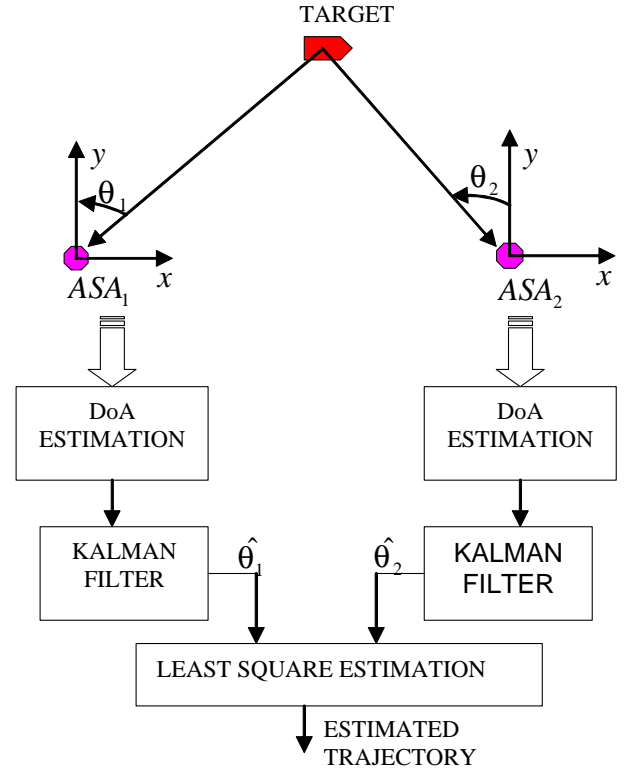 TARGET
y
θ₁
x
ASA₁
y
θ₂
x
ASA₂
DoA
ESTIMATION
DoA
ESTIMATION
KALMAN
FILTER
θ̂₁
θ̂₂
KALMAN
FILTER
LEAST SQUARE ESTIMATION
ESTIMATED
TRAJECTORY